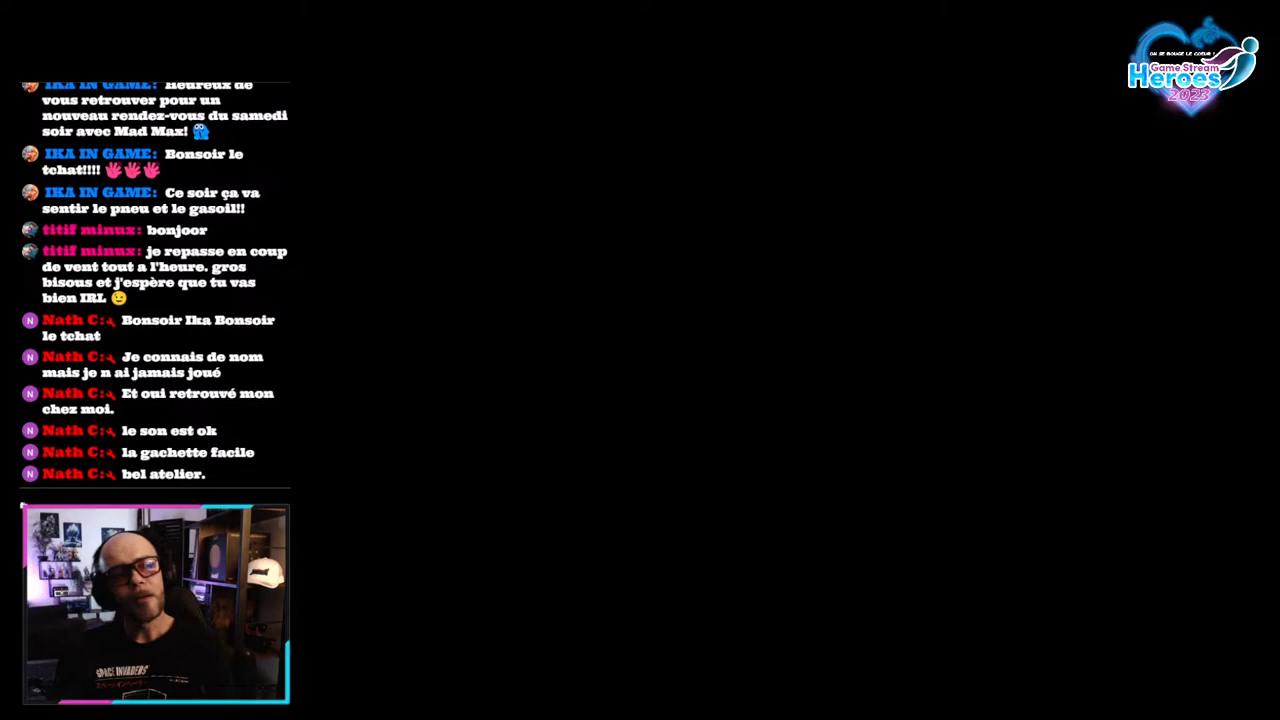 ON SE BOUGE LE COEUR !
Game Stream
Heroes
2023
IKA IN GAME: Heureux de
vous retrouver pour un
nouveau rendez-vous du samedi
soir avec Mad Max!
IKA IN GAME: Bonsoir le
tchat!!!!
IKA IN GAME: Ce soir ça va
sentir le pneu et le gasoil!!
titif minux: bonjoor
titif minux: je repasse en coup
de vent tout a l'heure. gros
bisous et j'espère que tu vas
bien IRL
N Nath C: Bonsoir Ika Bonsoir
le tchat
N Nath C: Je connais de nom
mais je n ai jamais joué
N Nath C: Et oui retrouvé mon
chez moi.
N Nath C: le son est ok
N Nath C: la gachette facile
N Nath C: bel atelier.
SPACE INVADERS